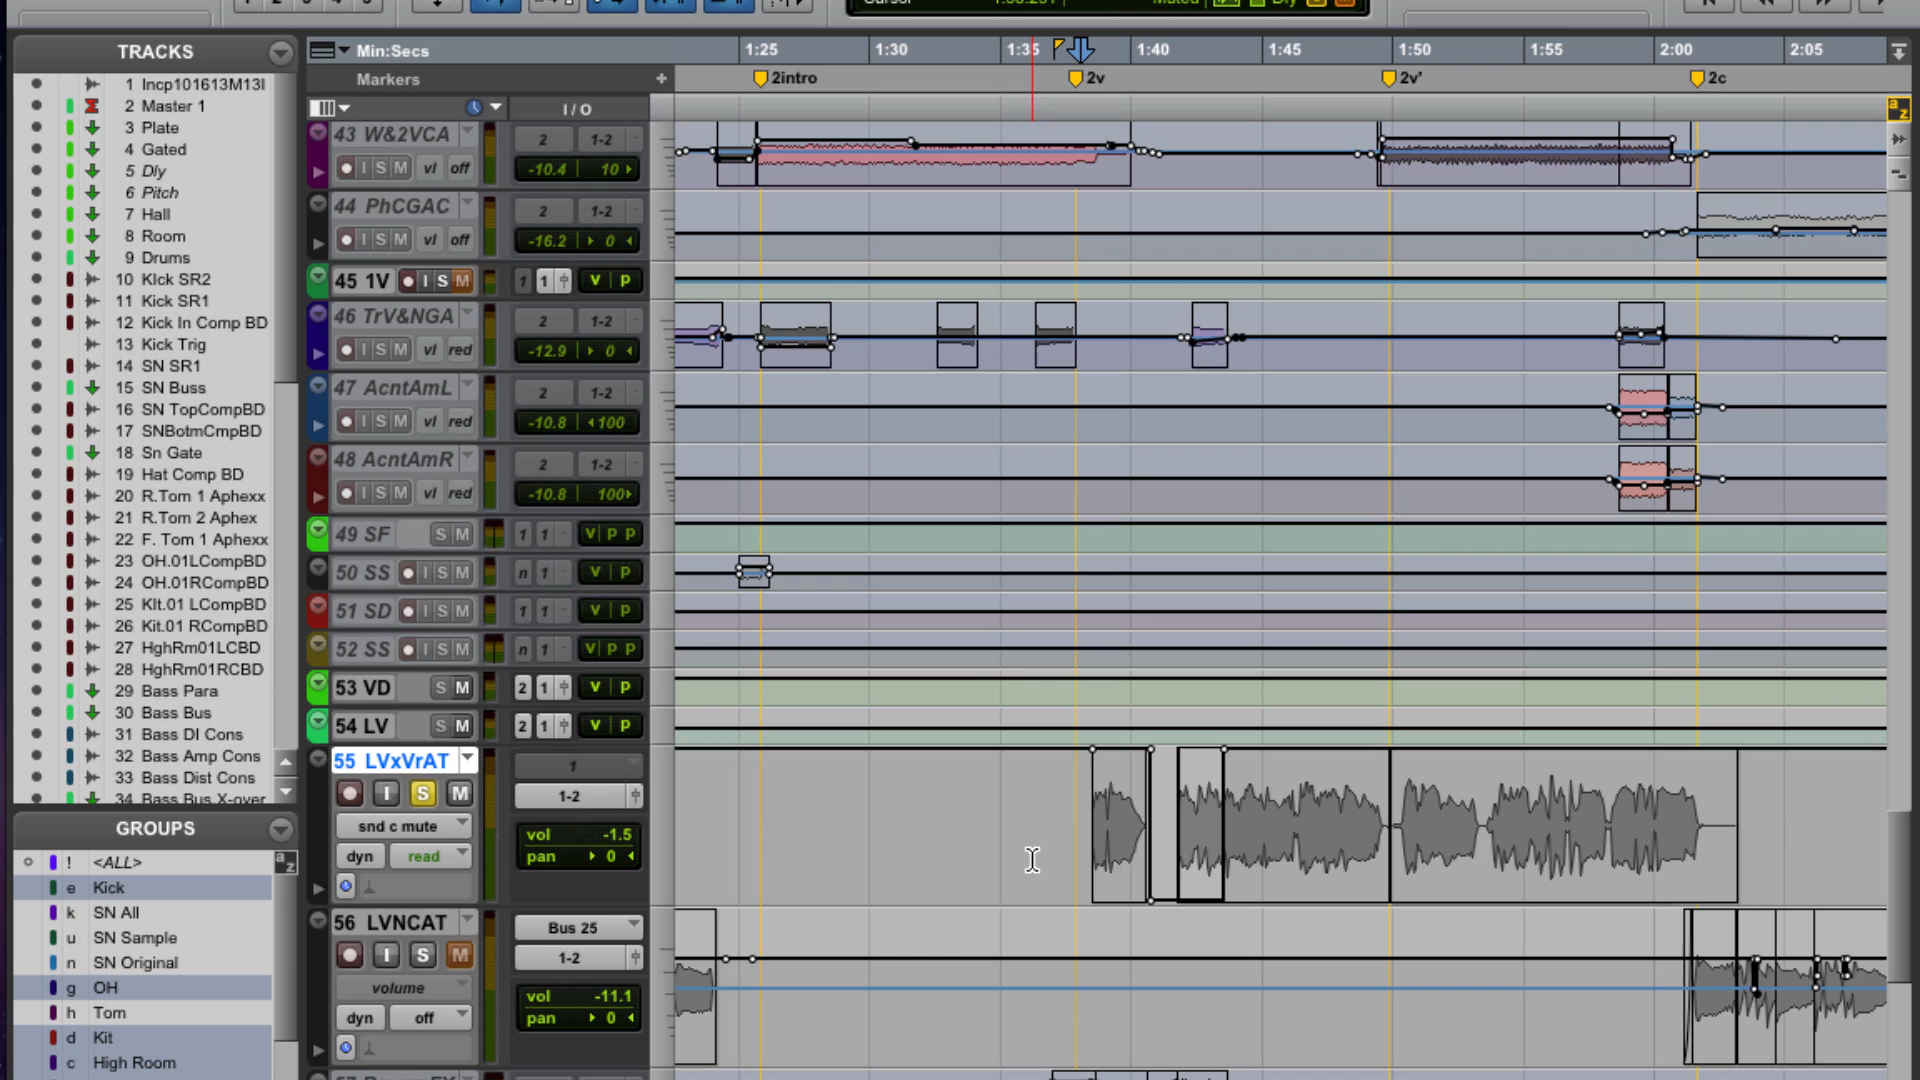 TRACKS
1 Incp101613M13I
2 Master 1
3 Plate
4 Gated
5 Dly
6 Pitch
7 Hall
8 Room
9 Drums
10 KIck SR2
11 Kick SR1
12 Kick In Comp BD
13 Kick Trig
14 SN SR1
15 SN Buss
16 SN TopCompBD
17 SNBotmCmpBD
18 Sn Gate
19 Hat Comp BD
20 R.Tom 1 Aphexx
21 R.Tom 2 Aphex
22 F. Tom 1 Aphexx
23 OH.01LCompBD
24 OH.01RCompBD
25 KIt.01 LCompBD
26 Kit.01 RCompBD
27 HghRm01LCBD
28 HghRm01RCBD
29 Bass Para
30 Bass Bus
31 Bass DI Cons
32 Bass Amp Cons
33 Bass Dist Cons
34 Bass Bus X-over
GROUPS
! <ALL>
a z
e Kick
k SN All
u SN Sample
n SN Original
g OH
h Tom
d Kit
c High Room
Min:Secs
1:25 1:30 1:35 1:40 1:45 1:50 1:55 2:00 2:05
Markers +
2intro 2v 2v' 2c
I / O
a z
43 W&2VCA 2 1-2
I S M vl off -10.4 10
44 PhCGAC 2 1-2
I S M vl off -16.2 0
45 1V I S M 1 1 v p
46 TrV&NGA 2 1-2
I S M vl red -12.9 0
47 AcntAmL 2 1-2
I S M vl red -10.8 100
48 AcntAmR 2 1-2
I S M vl red -10.8 100
49 SF S M 1 1 v p p
50 SS I S M n 1 v p
51 SD I S M 1 1 v p
52 SS I S M n 1 v p p
53 VD S M 2 1 v p
54 LV S M 2 1 v p
55 LVxVrAT 1
I S M 1-2
snd c mute vol -1.5
dyn read pan 0
56 LVNCAT Bus 25
I S M 1-2
volume vol -11.1
dyn off pan 0